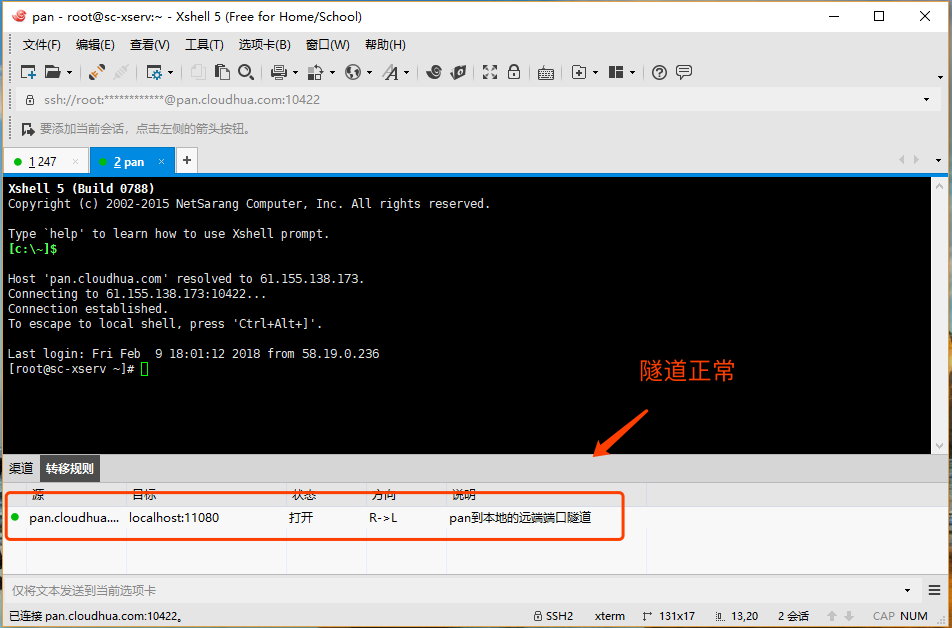 pan - root@sc-xserv:~ - Xshell 5 (Free for Home/School)
文件(F) 编辑(E) 查看(V) 工具(T) 选项卡(B) 窗口(W) 帮助(H)
ssh://root:************@pan.cloudhua.com:10422
要添加当前会话，点击左侧的箭头按钮。
1 247 × 2 pan × +
Xshell 5 (Build 0788)
Copyright (c) 2002-2015 NetSarang Computer, Inc. All rights reserved.
Type `help' to learn how to use Xshell prompt.
[c:\~]$
Host 'pan.cloudhua.com' resolved to 61.155.138.173.
Connecting to 61.155.138.173:10422...
Connection established.
To escape to local shell, press 'Ctrl+Alt+]'.
Last login: Fri Feb  9 18:01:12 2018 from 58.19.0.236
[root@sc-xserv ~]#
隧道正常
渠道 转移规则
源 目标 状态 方向 说明
pan.cloudhua.... localhost:11080 打开 R->L pan到本地的远端端口隧道
仅将文本发送到当前选项卡
已连接 pan.cloudhua.com:10422。 SSH2 xterm 131x17 13,20 2 会话 CAP NUM